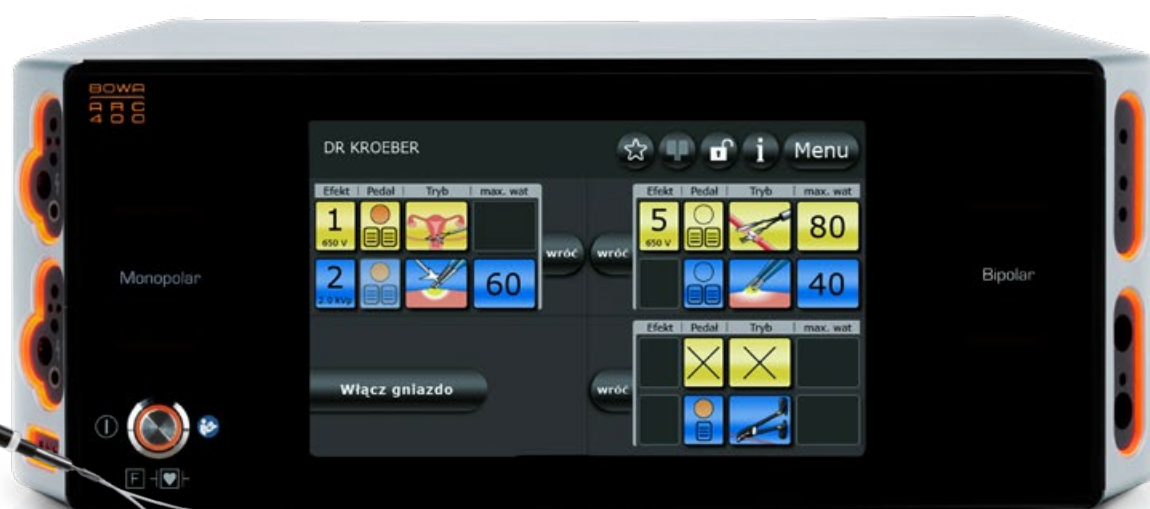 BOWA
ARC
400
DR KROEBER
i
Menu
Efekt Pedał Tryb max. wat
1
650 V
2
2.0 kVp
60
wróć
Efekt Pedał Tryb max. wat
5
650 V
80
40
wróć
Monopolar
Bipolar
Włącz gniazdo
Efekt Pedał Tryb max. wat
wróć
F